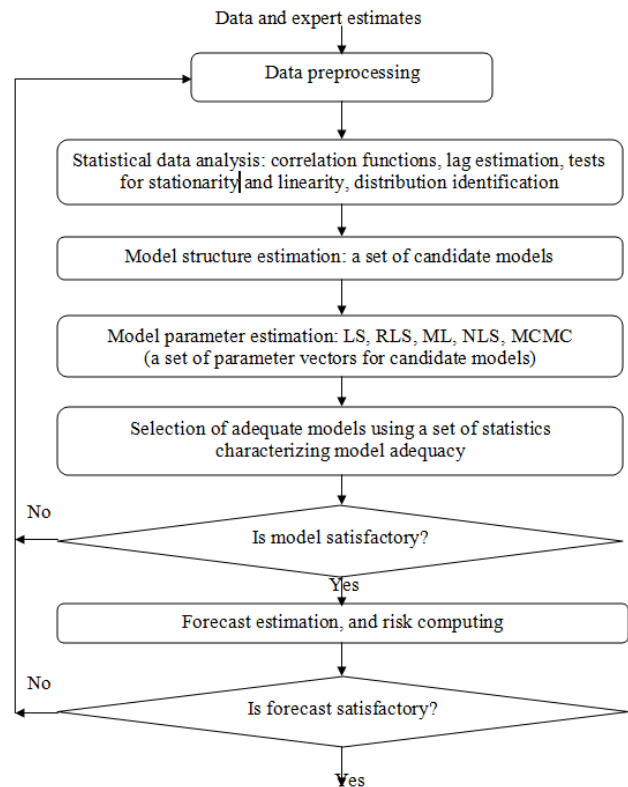 Data and expert estimates
Data preprocessing
Statistical data analysis: correlation functions, lag estimation, tests
for stationarity and linearity, distribution identification
Model structure estimation: a set of candidate models
Model parameter estimation: LS, RLS, ML, NLS, MCMC
(a set of parameter vectors for candidate models)
Selection of adequate models using a set of statistics
characterizing model adequacy
No
Is model satisfactory?
Yes
Forecast estimation, and risk computing
No
Is forecast satisfactory?
Yes